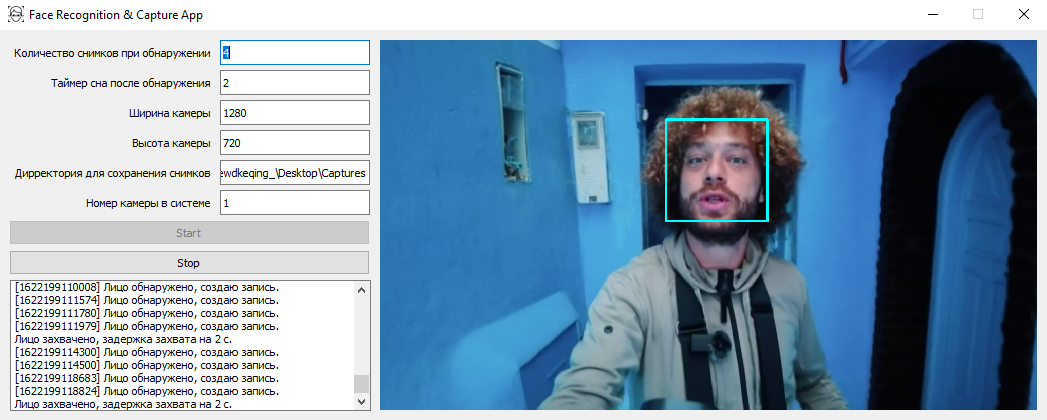 Face Recognition & Capture App
Количество снимков при обнаружении 4
Таймер сна после обнаружения 2
Ширина камеры 1280
Высота камеры 720
Дирректория для сохранения снимков ewdkeqing_\Desktop\Captures
Номер камеры в системе 1
Start
Stop
[1622199110008] Лицо обнаружено, создаю запись.
[1622199111574] Лицо обнаружено, создаю запись.
[1622199111780] Лицо обнаружено, создаю запись.
[1622199111979] Лицо обнаружено, создаю запись.
Лицо захвачено, задержка захвата на 2 с.
[1622199114300] Лицо обнаружено, создаю запись.
[1622199114500] Лицо обнаружено, создаю запись.
[1622199118683] Лицо обнаружено, создаю запись.
[1622199118824] Лицо обнаружено, создаю запись.
Лицо захвачено, задержка захвата на 2 с.